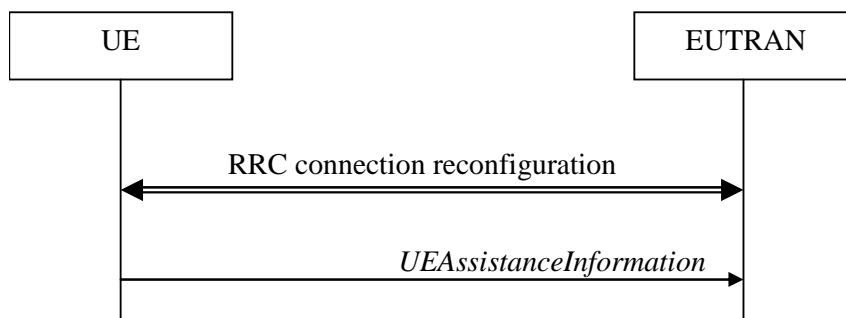 UE
EUTRAN
RRC connection reconfiguration
UEAssistanceInformation